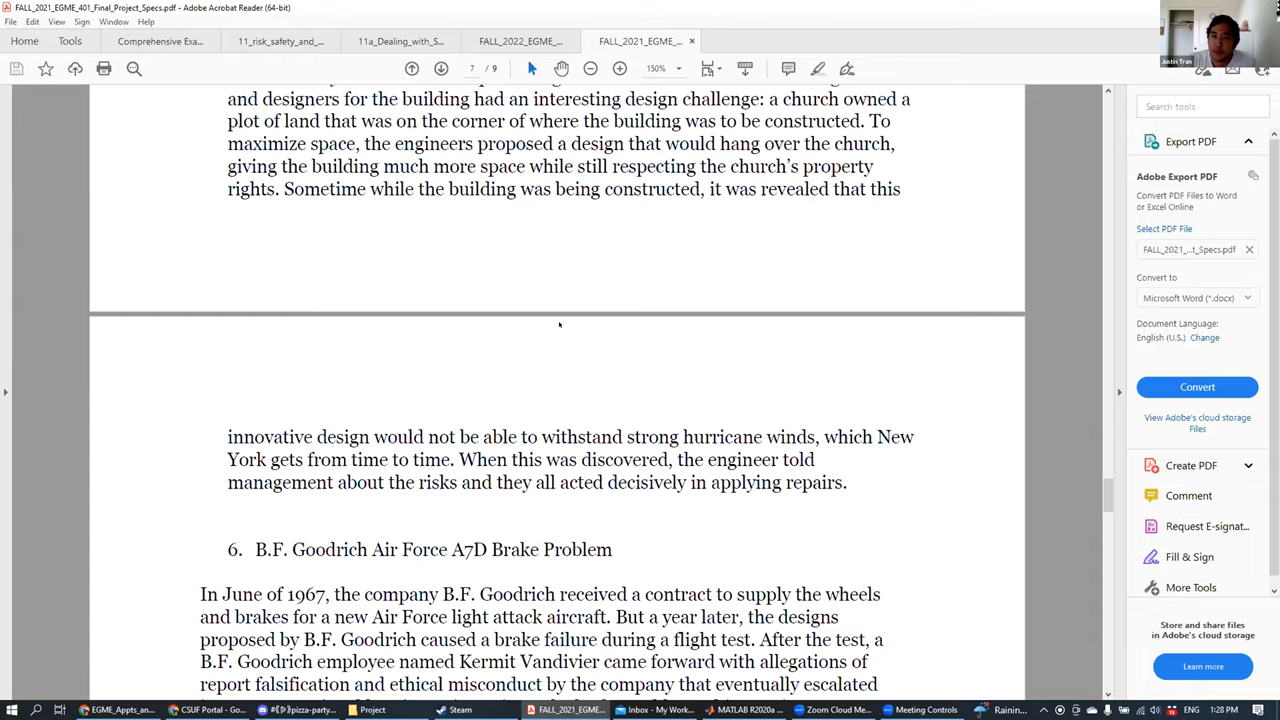 FALL_2021_EGME_401_Final_Project_Specs.pdf - Adobe Acrobat Reader (64-bit)
File Edit View Sign Window Help
Home Tools Comprehensive Exa... 11_risk_safety_and_... 11a_Dealing_with_S... FALL_2022_EGME_... FALL_2021_EGME_... ×
7 / 9 150%
Justin Tran
and designers for the building had an interesting design challenge: a church owned a
plot of land that was on the corner of where the building was to be constructed. To
maximize space, the engineers proposed a design that would hang over the church,
giving the building much more space while still respecting the church's property
rights. Sometime while the building was being constructed, it was revealed that this
innovative design would not be able to withstand strong hurricane winds, which New
York gets from time to time. When this was discovered, the engineer told
management about the risks and they all acted decisively in applying repairs.
6. B.F. Goodrich Air Force A7D Brake Problem
In June of 1967, the company B.F. Goodrich received a contract to supply the wheels
and brakes for a new Air Force light attack aircraft. But a year later, the designs
proposed by B.F. Goodrich caused a brake failure during a flight test. After the test, a
B.F. Goodrich employee named Kermit Vandivier came forward with allegations of
report falsification and ethical misconduct by the company that eventually escalated
Search tools
Export PDF
Adobe Export PDF
Convert PDF Files to Word
or Excel Online
Select PDF File
FALL_2021_...t_Specs.pdf
Convert to
Microsoft Word (*.docx)
Document Language:
English (U.S.) Change
Convert
View Adobe's cloud storage
Files
Create PDF
Comment
Request E-signat...
Fill & Sign
More Tools
Store and share files
in Adobe's cloud storage
Learn more
EGME_Appts_an... CSUF Portal - Go... Project Steam FALL_2021_EGME_... Inbox - My Work... MATLAB R2020a ... Zoom Cloud Me... Meeting Controls Rainin... 1:28 PM